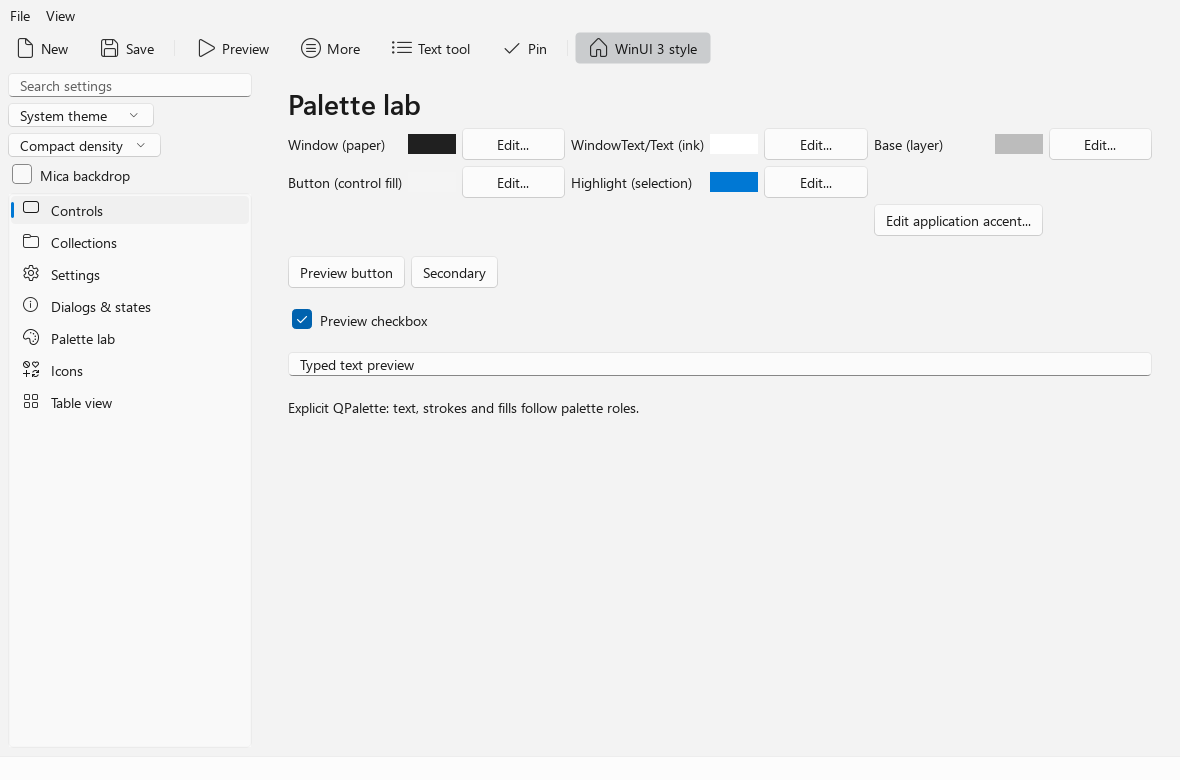 File View
New Save Preview More Text tool Pin WinUI 3 style
Search settings
System theme
Compact density
Mica backdrop
Controls
Collections
Settings
Dialogs & states
Palette lab
Icons
Table view
Palette lab
Window (paper) Edit... WindowText/Text (ink) Edit... Base (layer) Edit...
Button (control fill) Edit... Highlight (selection) Edit...
Edit application accent...
Preview button Secondary
Preview checkbox
Typed text preview
Explicit QPalette: text, strokes and fills follow palette roles.